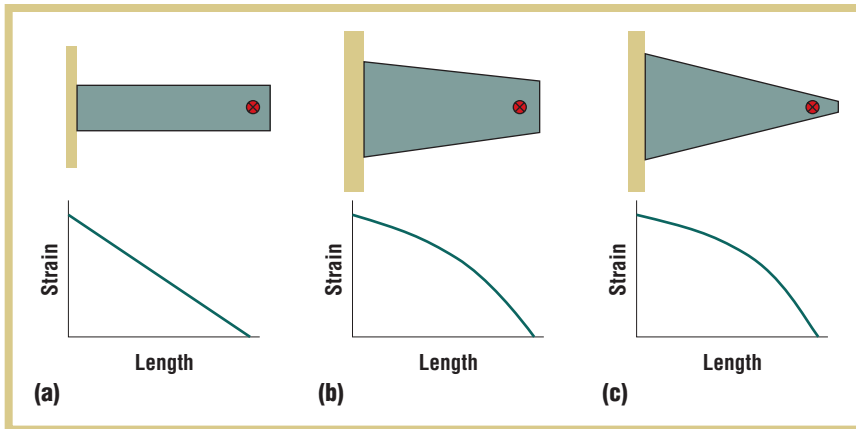 Strain
Length
(a)
Strain
Length
(b)
Strain
Length
(c)